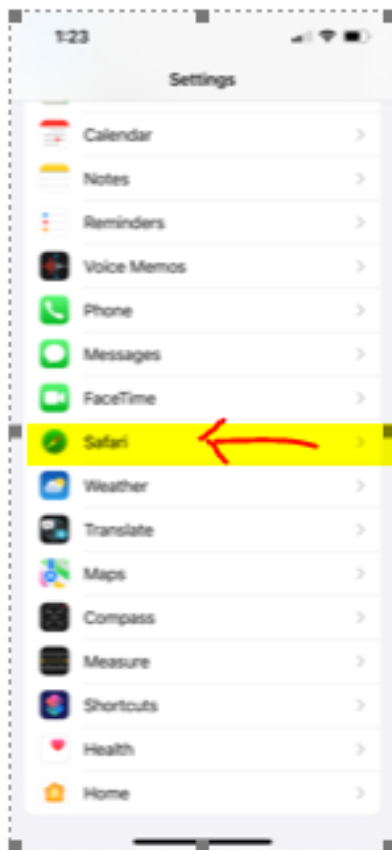 1:23
Settings
Calendar
Notes
Reminders
Voice Memos
Phone
Messages
FaceTime
Safari
Weather
Translate
Maps
Compass
Measure
Shortcuts
Health
Home